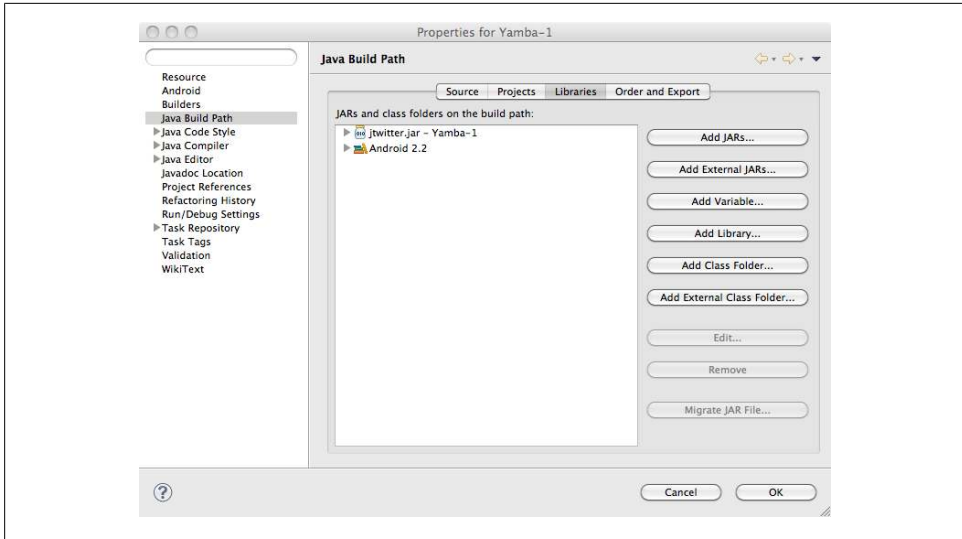 Properties for Yamba-1
Java Build Path
Resource
Android
Builders
Java Build Path
Java Code Style
Java Compiler
Java Editor
Javadoc Location
Project References
Refactoring History
Run/Debug Settings
Task Repository
Task Tags
Validation
WikiText
Source Projects Libraries Order and Export
JARs and class folders on the build path:
jtwitter.jar – Yamba-1
Android 2.2
Add JARs...
Add External JARs...
Add Variable...
Add Library...
Add Class Folder...
Add External Class Folder...
Edit...
Remove
Migrate JAR File...
?
Cancel
OK